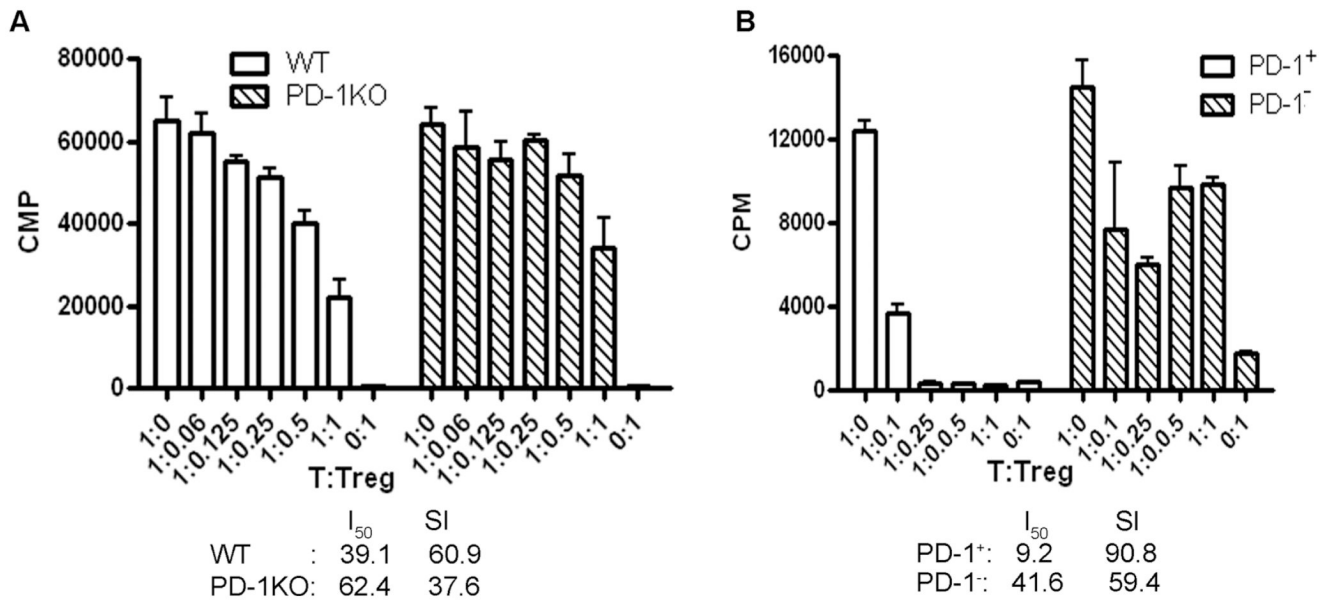 A
80000
60000
40000
20000
0
CMP
WT
PD-1KO
1:0
1:0.06
1:0.125
1:0.25
1:0.5
1:1
0:1
1:0
1:0.06
1:0.125
1:0.25
1:0.5
1:1
0:1
T:Treg
I50 SI
WT : 39.1 60.9
PD-1KO: 62.4 37.6
B
16000
12000
8000
4000
0
CPM
PD-1+
PD-1-
1:0
1:0.1
1:0.25
1:0.0.5
1:1
0:1
1:0
1:0.1
1:0.25
1:0.0.5
1:1
0:1
T:Treg
I50 SI
PD-1+: 9.2 90.8
PD-1-: 41.6 59.4